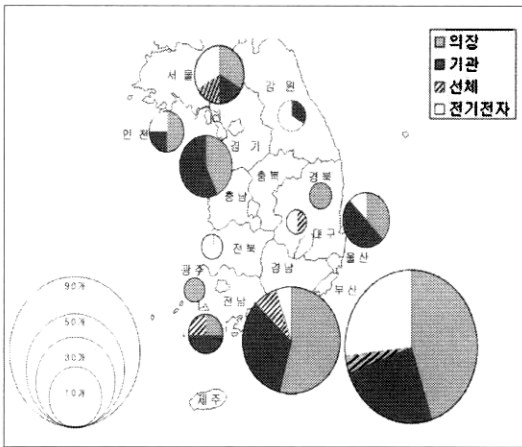 의장
기관
선체
전기전자
서울
강원
인천
경기
충북
경북
충남
대구
울산
전북
경남
부산
광주
전남
제주
90개
50개
30개
10개